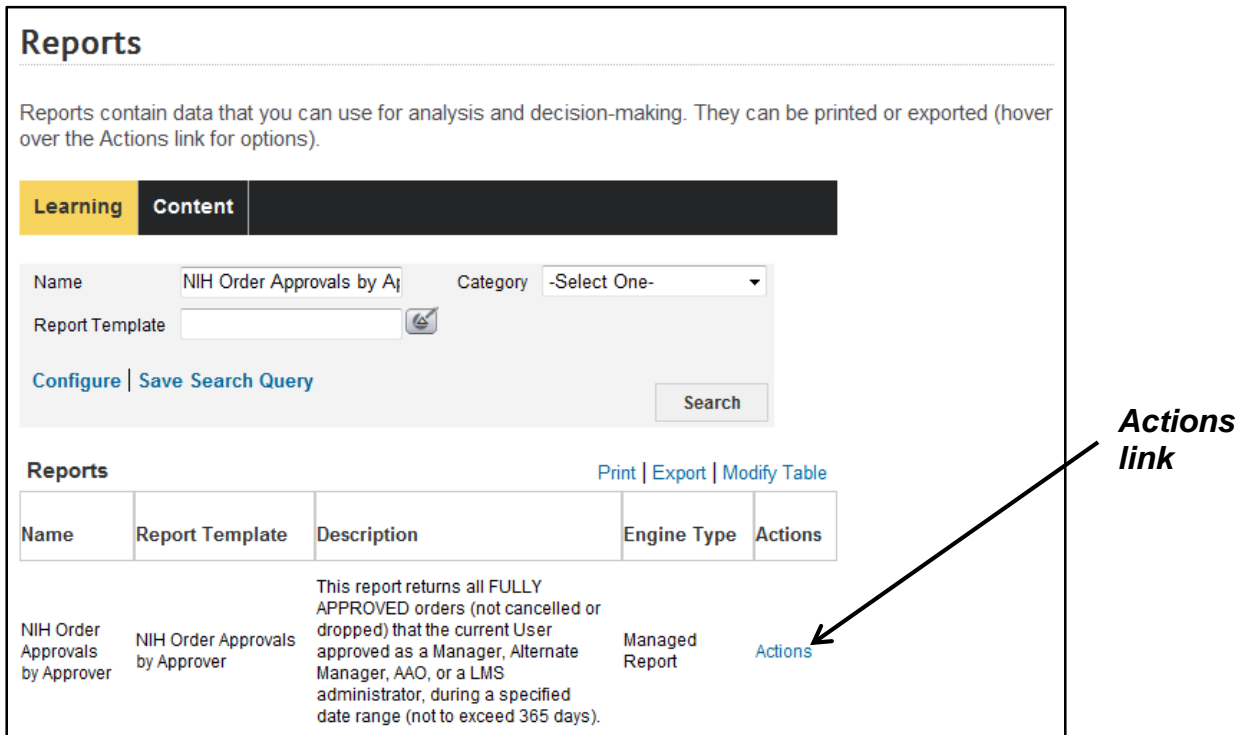 Reports
Reports contain data that you can use for analysis and decision-making. They can be printed or exported (hover
over the Actions link for options).
Learning Content
Name NIH Order Approvals by Ap Category -Select One-
Report Template
Configure | Save Search Query
Search
Actions
link
Reports Print | Export | Modify Table
Name Report Template Description Engine Type Actions
This report returns all FULLY
APPROVED orders (not cancelled or
dropped) that the current User
approved as a Manager, Alternate
Manager, AAO, or a LMS
administrator, during a specified
date range (not to exceed 365 days).
NIH Order
Approvals
by Approver
NIH Order Approvals
by Approver
Managed
Report
Actions